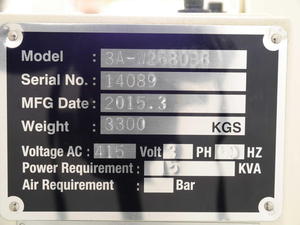 Model :
Serial No. : 14089
MFG Date : 2015.3
Weight : 3300 KGS
Voltage AC : 415 Volt 3 PH HZ
Power Requirement : KVA
Air Requirement : Bar